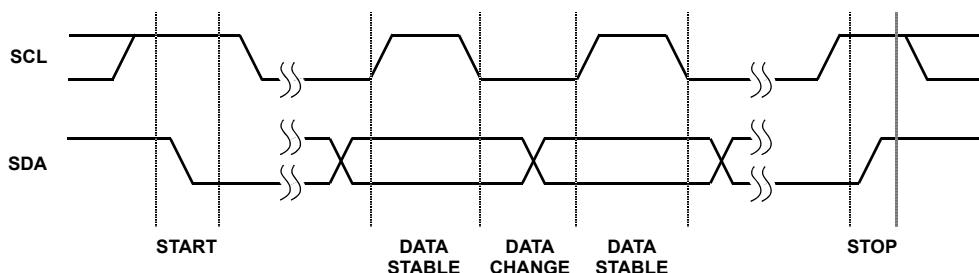 SCL
SDA
START
DATA STABLE
DATA CHANGE
DATA STABLE
STOP